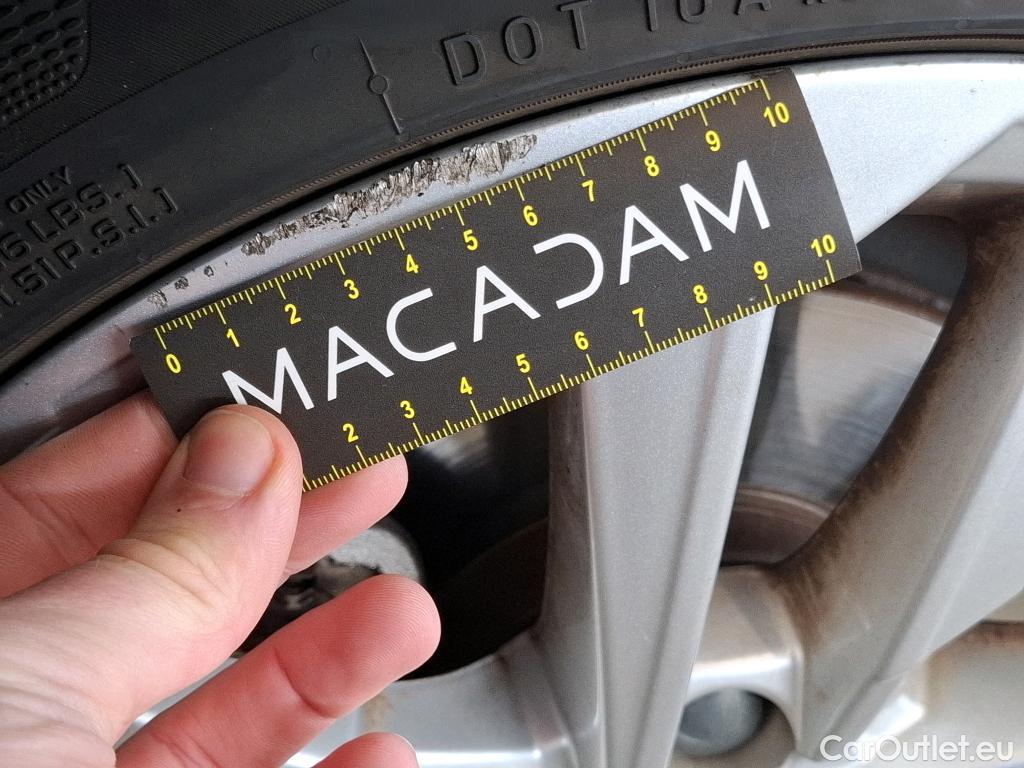 DOT 10A
ONLY
6 LBS.)
(51 P.S.I.)
0 1 2 3 4 5 6 7 8 9 10
MACADAM
2 3 4 5 6 7 8 9 10
CarOutlet.eu